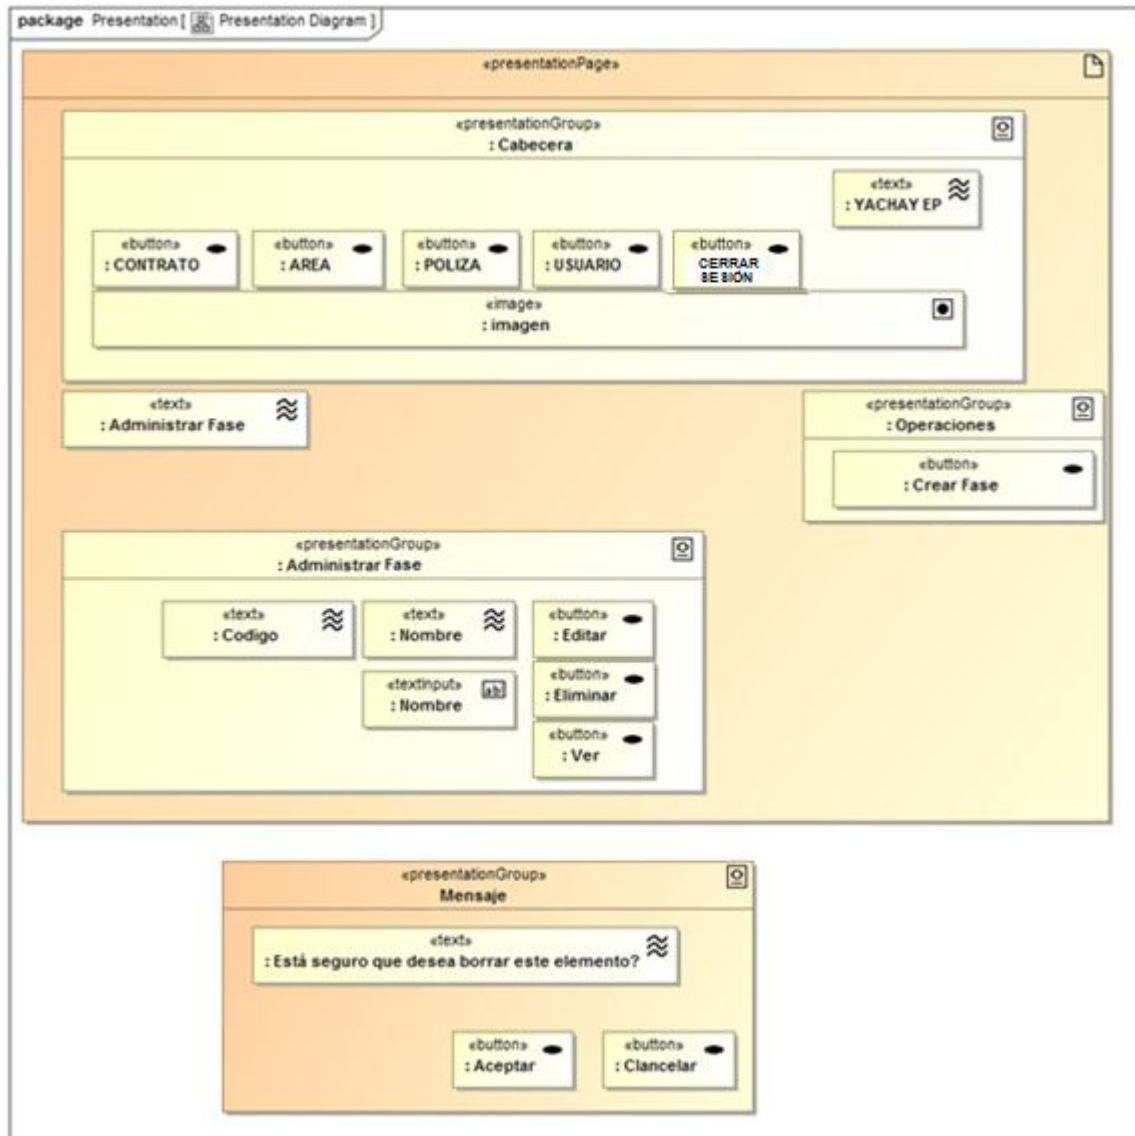 package Presentation [ Presentation Diagram ]
«presentationPage»
«presentationGroup»
: Cabecera
«text»
: YACHAY EP
«button»
: CONTRATO
«button»
: AREA
«button»
: POLIZA
«button»
: USUARIO
«button»
CERRAR
SESIÓN
«image»
: imagen
«text»
: Administrar Fase
«presentationGroup»
: Operaciones
«button»
: Crear Fase
«presentationGroup»
: Administrar Fase
«text»
: Codigo
«text»
: Nombre
«button»
: Editar
«textInput»
: Nombre
ab
«button»
: Eliminar
«button»
: Ver
«presentationGroup»
Mensaje
«text»
: Está seguro que desea borrar este elemento?
«button»
: Aceptar
«button»
: Clancelar